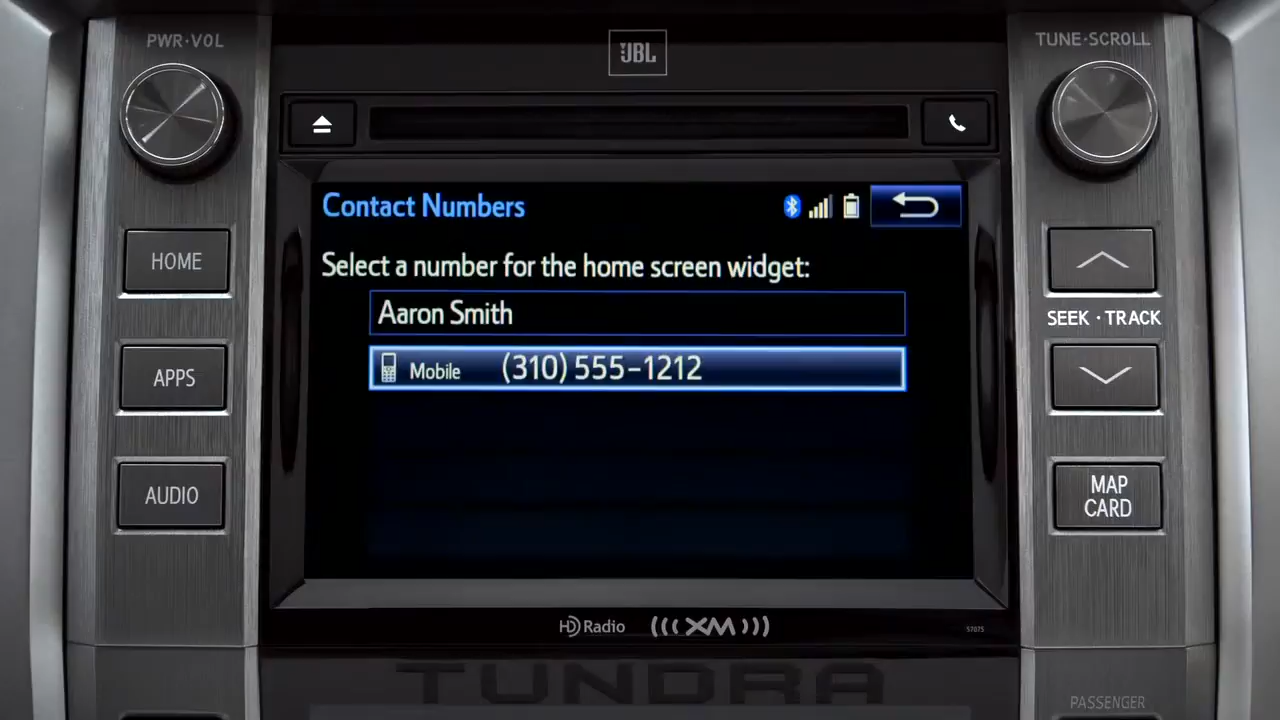 PWR·VOL
JBL
TUNE·SCROLL
Contact Numbers
Select a number for the home screen widget:
Aaron Smith
Mobile (310) 555-1212
HOME
APPS
AUDIO
SEEK · TRACK
MAP
CARD
HD Radio
((( XM )))
57075
TUNDRA
PASSENGER